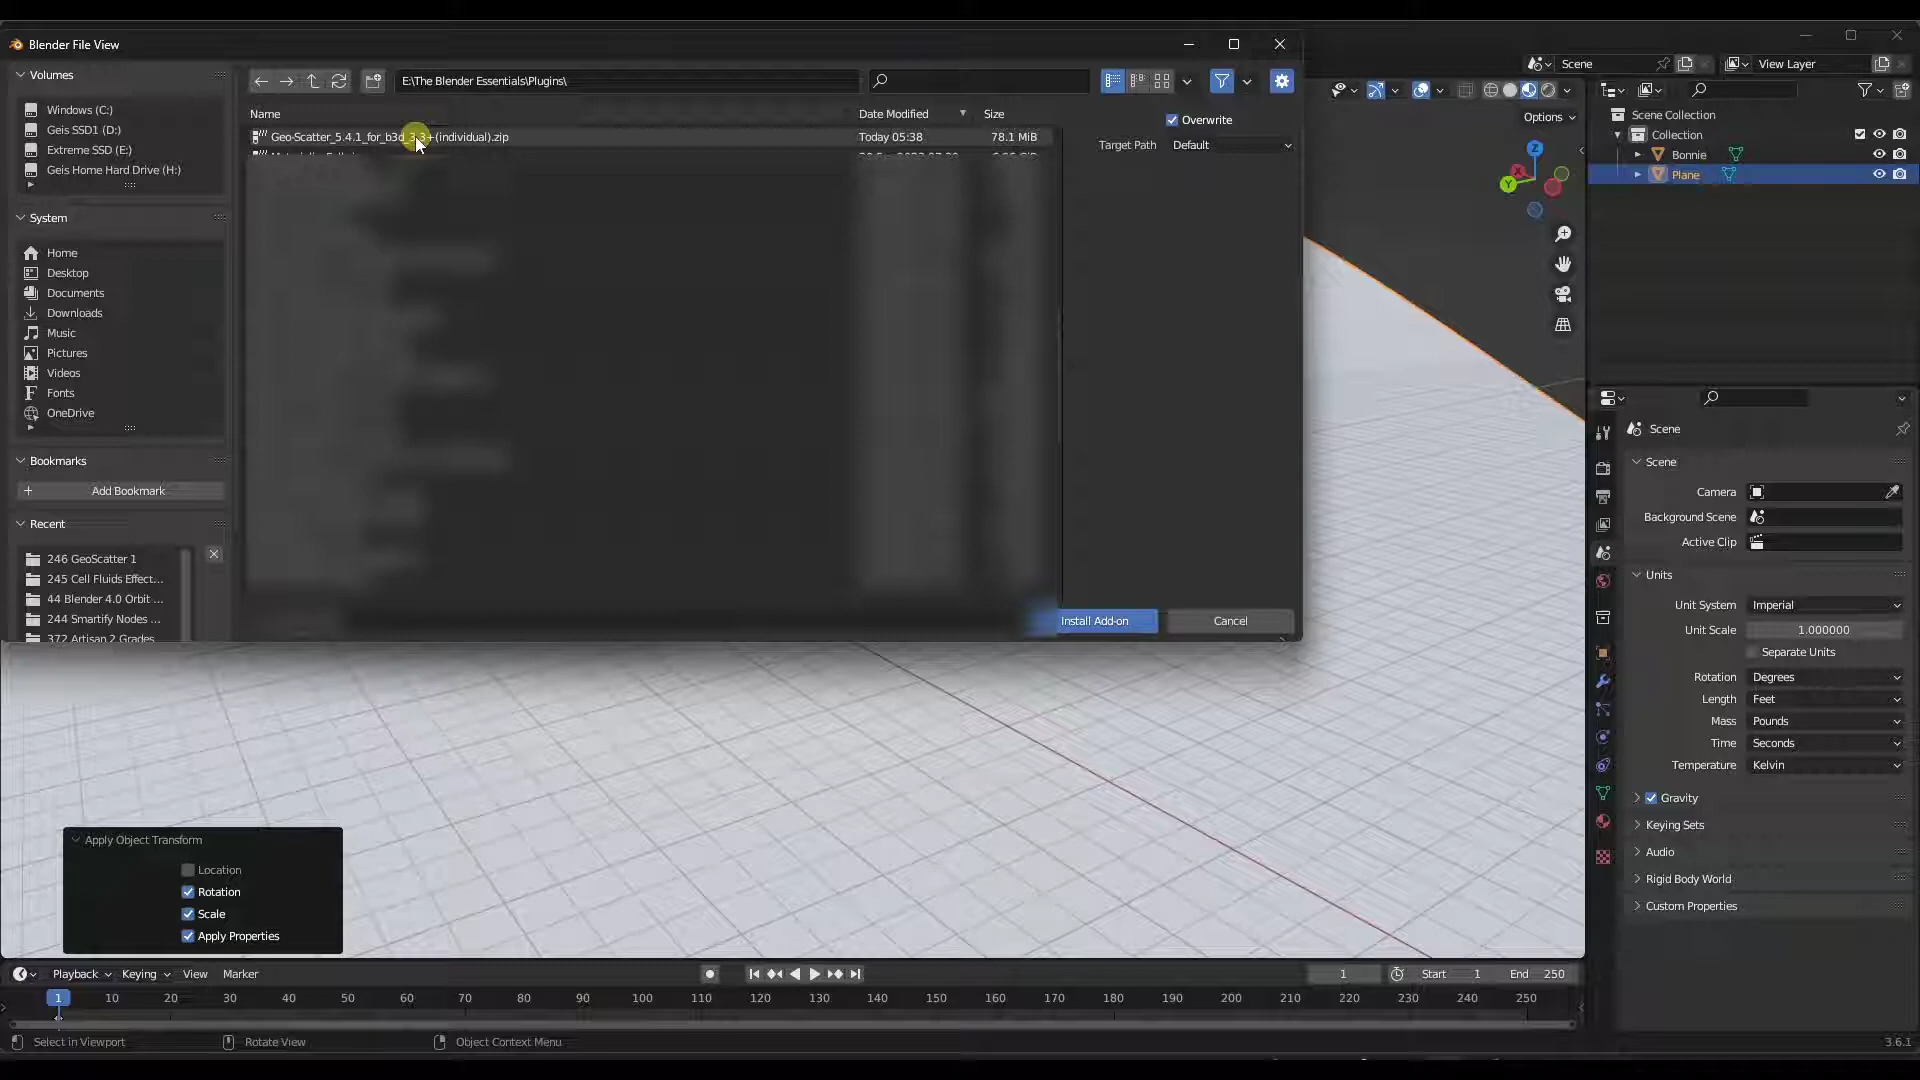 Blender File View
Volumes
Windows (C:)
Geis SSD1 (D:)
Extreme SSD (E:)
Geis Home Hard Drive (H:)
System
Home
Desktop
Documents
Downloads
Music
Pictures
Videos
Fonts
OneDrive
Bookmarks
Add Bookmark
Recent
246 GeoScatter 1
245 Cell Fluids Effect...
44 Blender 4.0 Orbit ...
244 Smartify Nodes ...
372 Artisan 2 Grades
E:\The Blender Essentials\Plugins\
Name Date Modified Size
Geo-Scatter_5.4.1_for_b3d_3.3+(individual).zip Today 05:38 78.1 MiB
Overwrite
Target Path Default
Install Add-on Cancel
Scene View Layer
Options
Z
X
Y
Scene Collection
Collection
Bonnie
Plane
Scene
Scene
Camera
Background Scene
Active Clip
Units
Unit System Imperial
Unit Scale 1.000000
Separate Units
Rotation Degrees
Length Feet
Mass Pounds
Time Seconds
Temperature Kelvin
Gravity
Keying Sets
Audio
Rigid Body World
Custom Properties
Apply Object Transform
Location
Rotation
Scale
Apply Properties
Playback Keying View Marker
1 Start 1 End 250
1 10 20 30 40 50 60 70 80 90 100 110 120 130 140 150 160 170 180 190 200 210 220 230 240 250
Select in Viewport Rotate View Object Context Menu 3.6.1